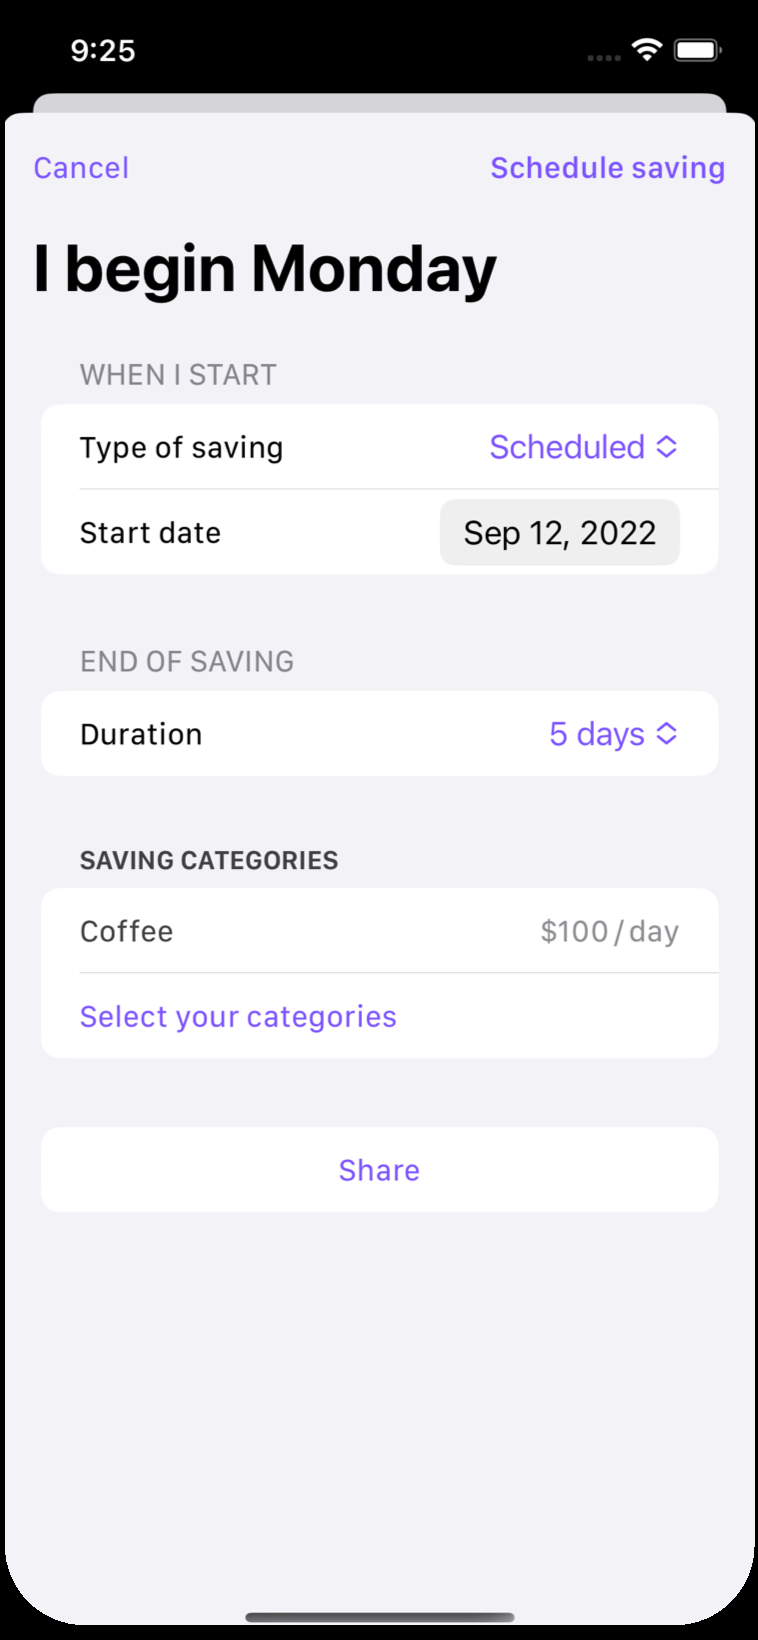 9:25
Cancel
Schedule saving
I begin Monday
WHEN I START
Type of saving
Scheduled
Start date
Sep 12, 2022
END OF SAVING
Duration
5 days
SAVING CATEGORIES
Coffee
$100/day
Select your categories
Share